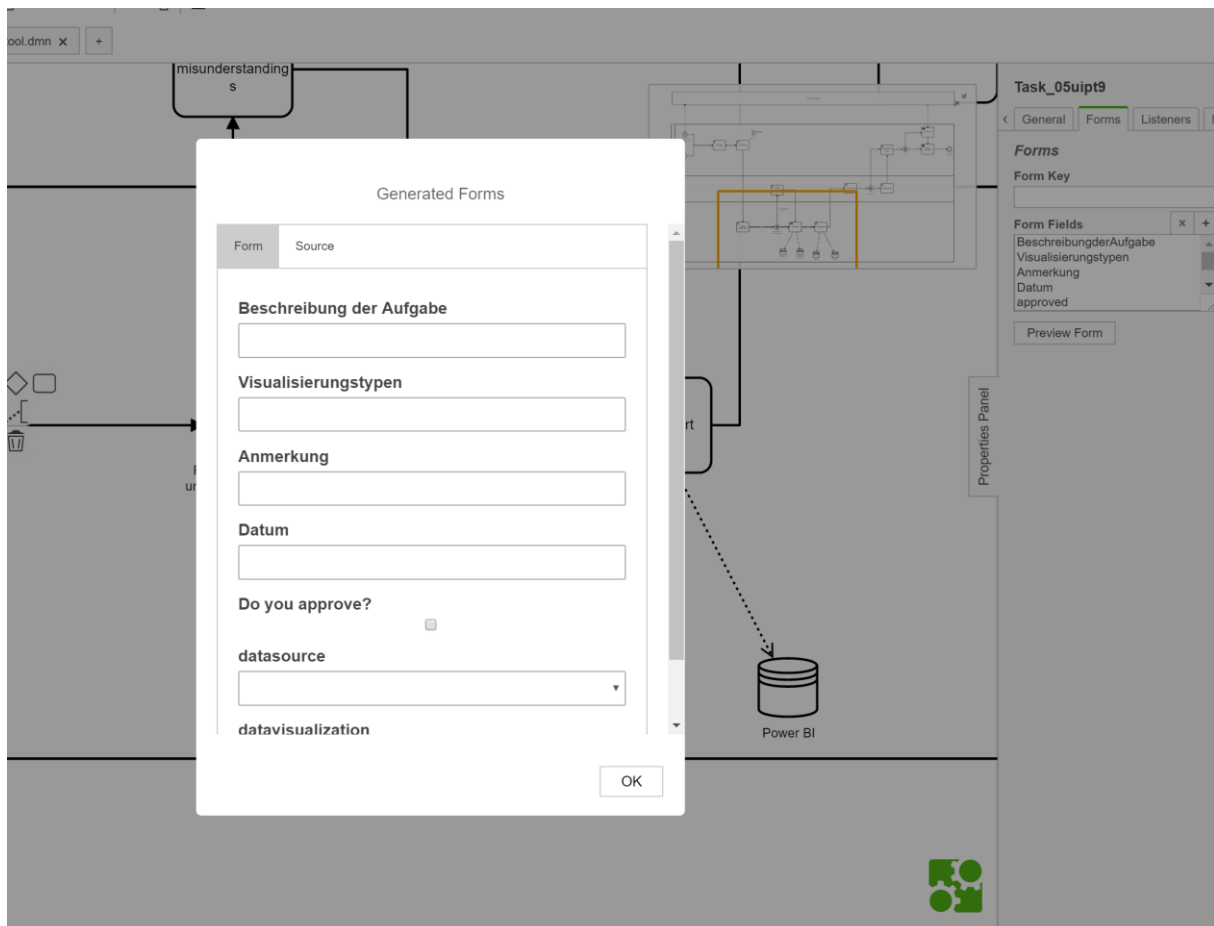 ool.dmn x +
misunderstanding
s
Generated Forms
Form Source
Beschreibung der Aufgabe
Visualisierungstypen
Anmerkung
Datum
Do you approve?
datasource
datavisualization
OK
rt
Power BI
Properties Panel
Task_05uipt9
General Forms Listeners
Forms
Form Key
Form Fields x +
BeschreibungderAufgabe
Visualisierungstypen
Anmerkung
Datum
approved
Preview Form